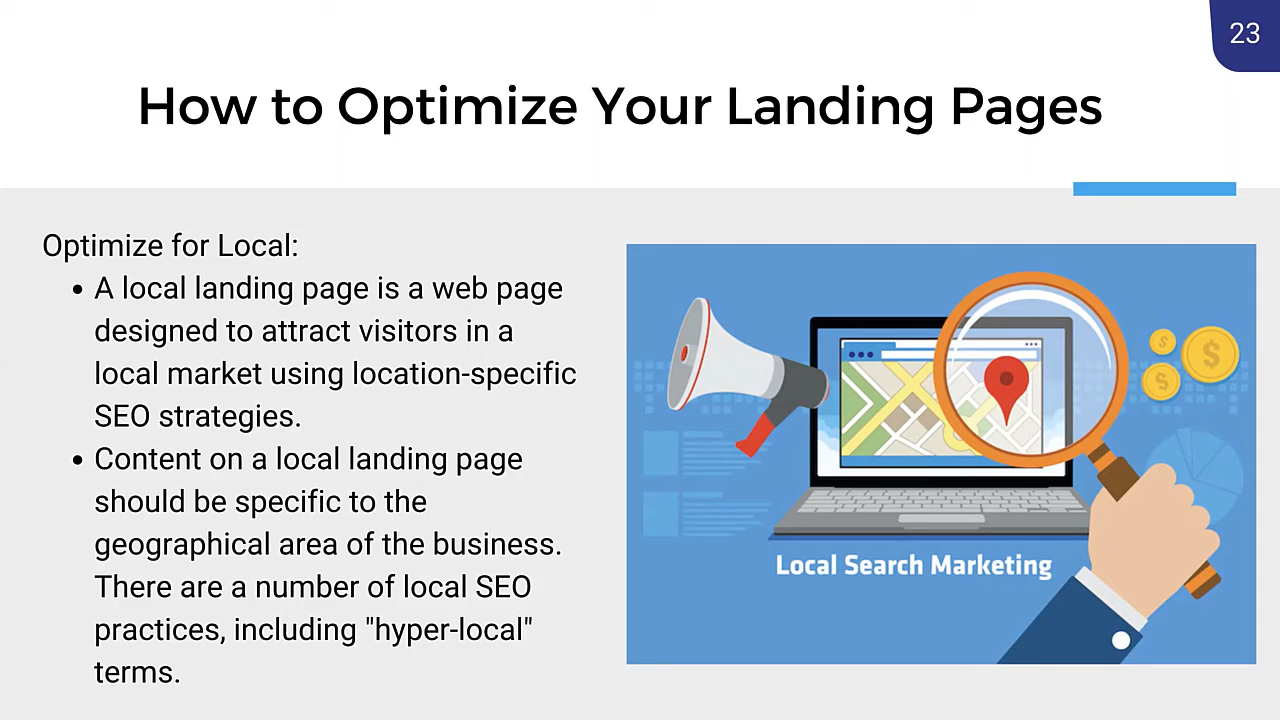 23
How to Optimize Your Landing Pages
Optimize for Local:
• A local landing page is a web page
designed to attract visitors in a
local market using location-specific
SEO strategies.
• Content on a local landing page
should be specific to the
geographical area of the business.
There are a number of local SEO
practices, including "hyper-local"
terms.
Local Search Marketing